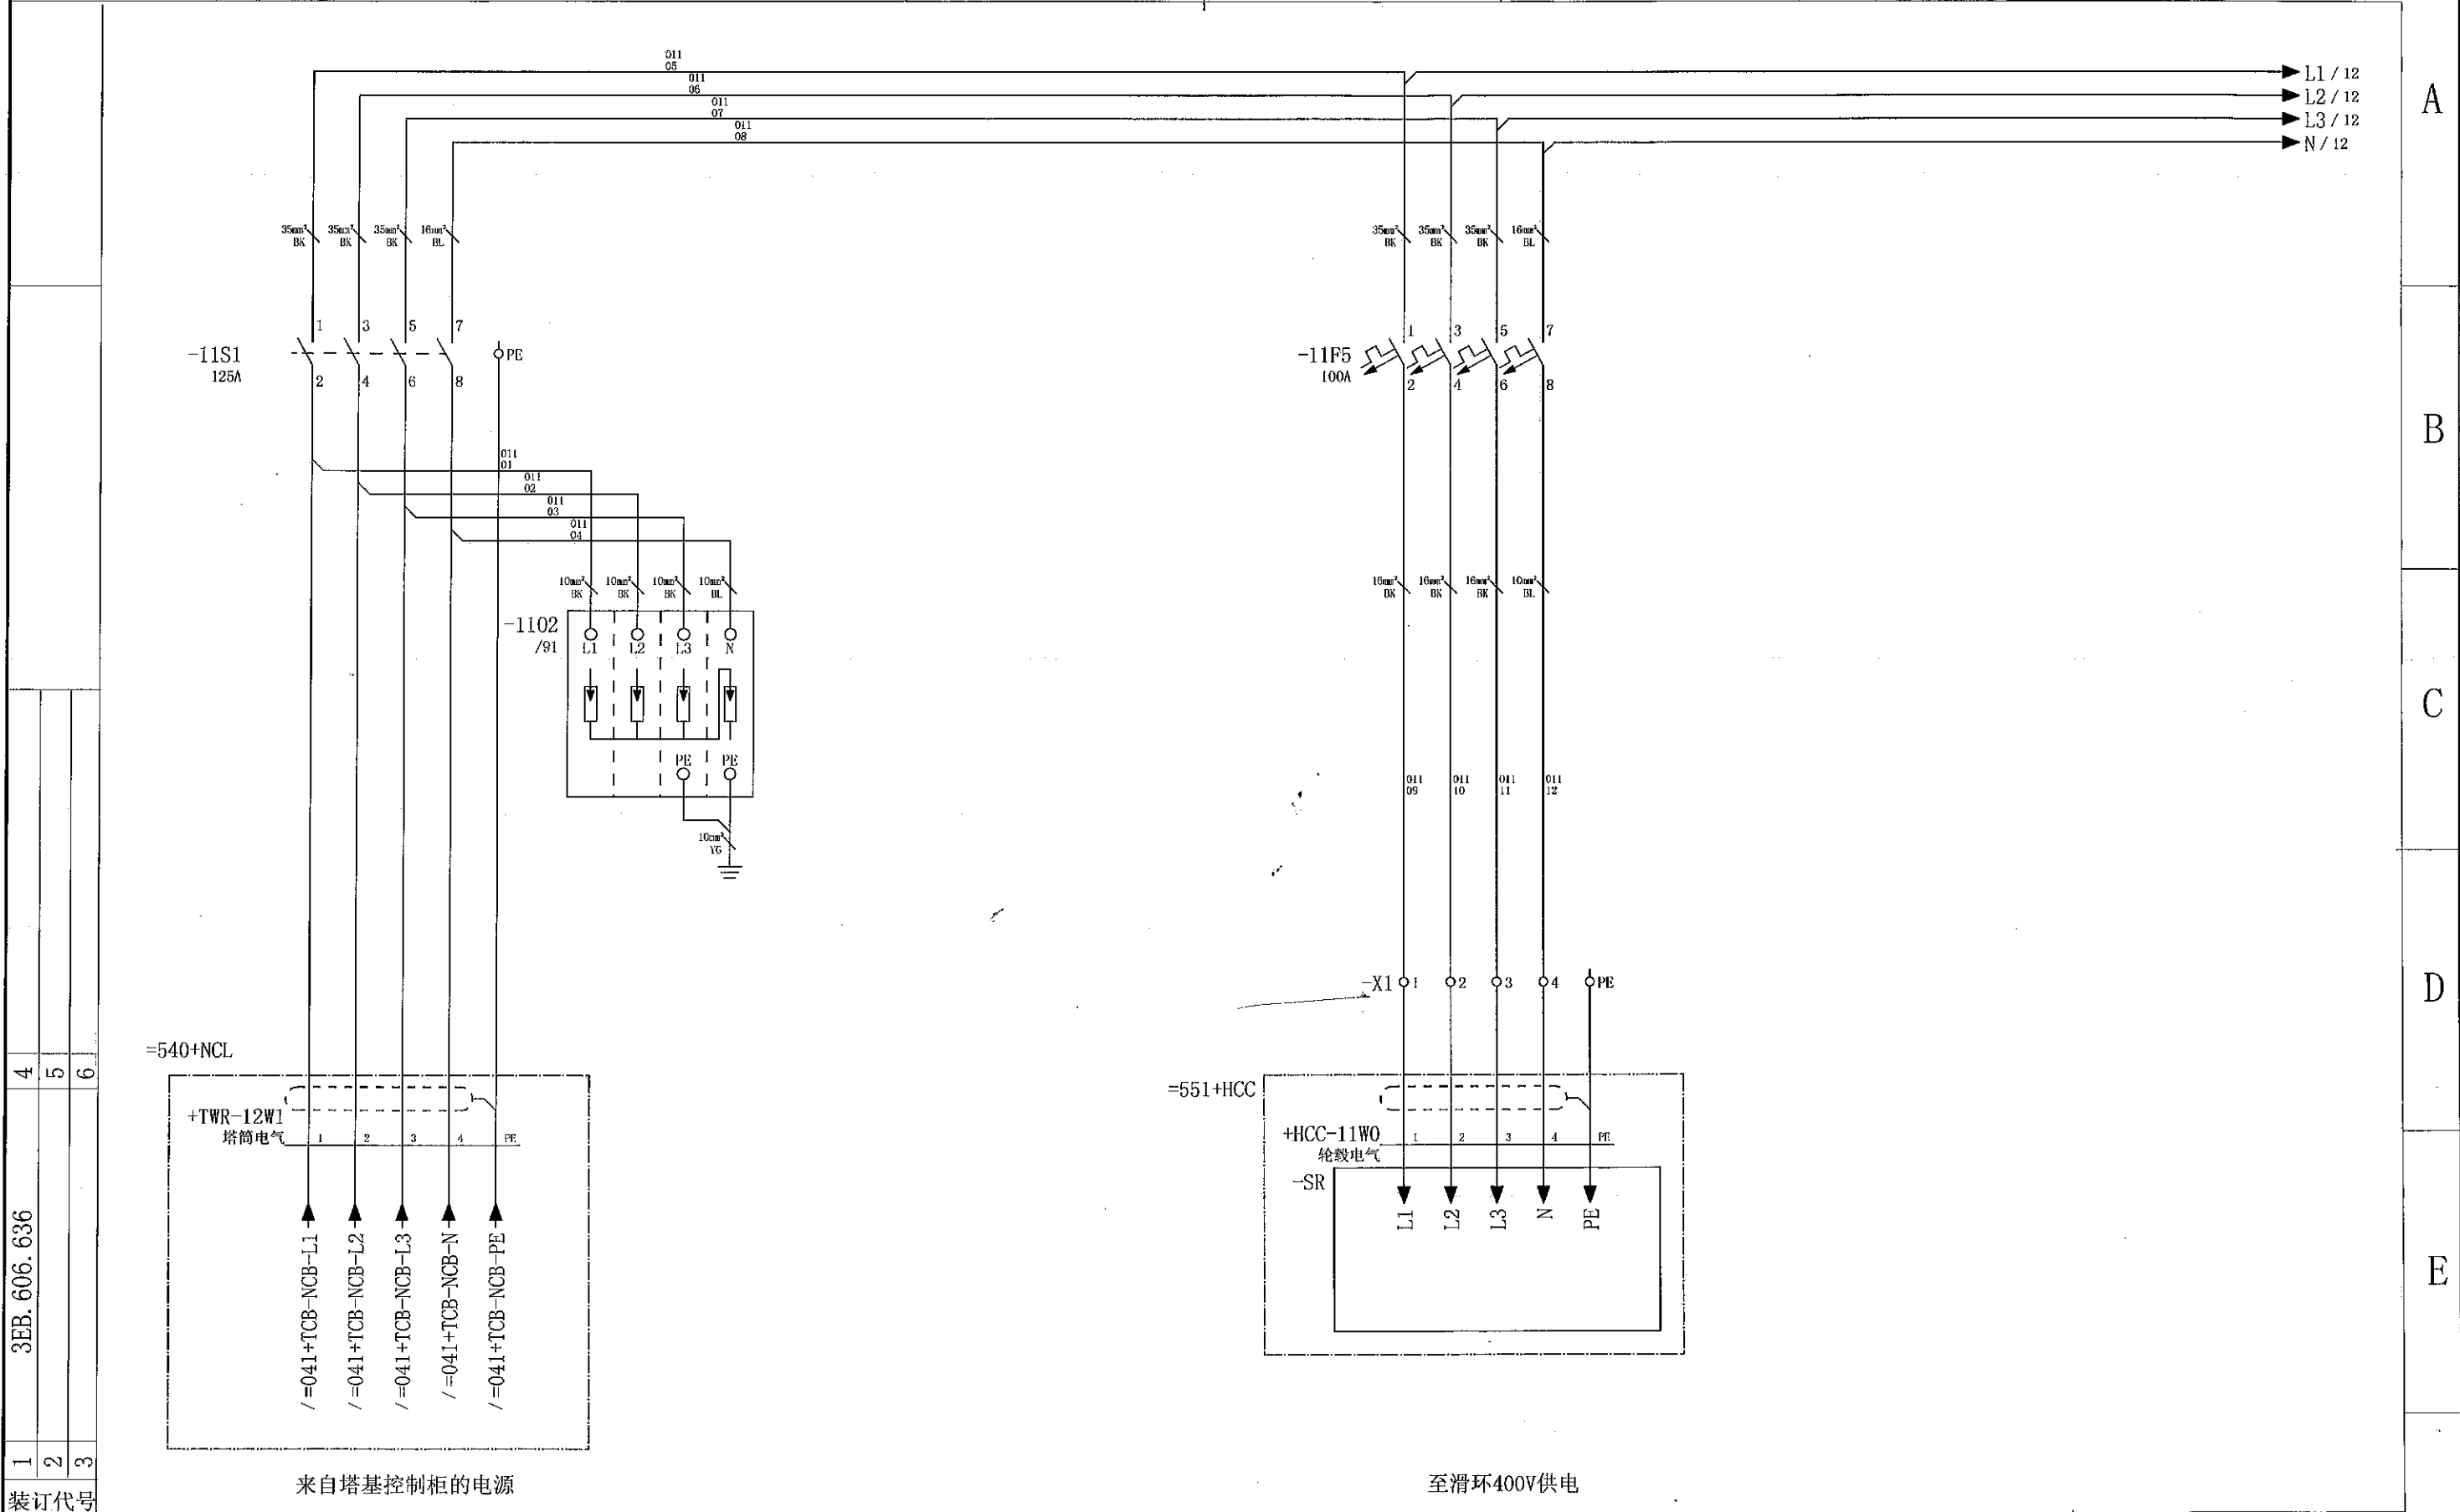 011
05
011
06
011
07
011
08
L1 / 12
L2 / 12
L3 / 12
N / 12
A
35mm² BK
35mm² BK
35mm² BK
16mm² BL
35mm² BK
35mm² BK
35mm² BK
16mm² BL
1 3 5 7
-11S1
125A
PE
2 4 6 8
1 3 5 7
-11F5
100A
2 4 6 8
B
011
01
011
02
011
03
011
04
10mm² BK
10mm² BK
10mm² BK
10mm² BL
-1102
/91
L1 L2 L3 N
PE PE
10mm²
YG
16mm² BK
16mm² BK
16mm² BK
10mm² BL
C
011
09
011
10
011
11
011
12
-X1 1 2 3 4 PE
D
=540+NCL
+TWR-12W1
塔筒电气
1 2 3 4 PE
/=041+TCB-NCB-L1
/=041+TCB-NCB-L2
/=041+TCB-NCB-L3
/=041+TCB-NCB-N
/=041+TCB-NCB-PE
来自塔基控制柜的电源
=551+HCC
+HCC-11W0
轮毂电气
1 2 3 4 PE
-SR
L1
L2
L3
N
PE
至滑环400V供电
E
4
5
6
3EB.606.636
1
2
3
装订代号